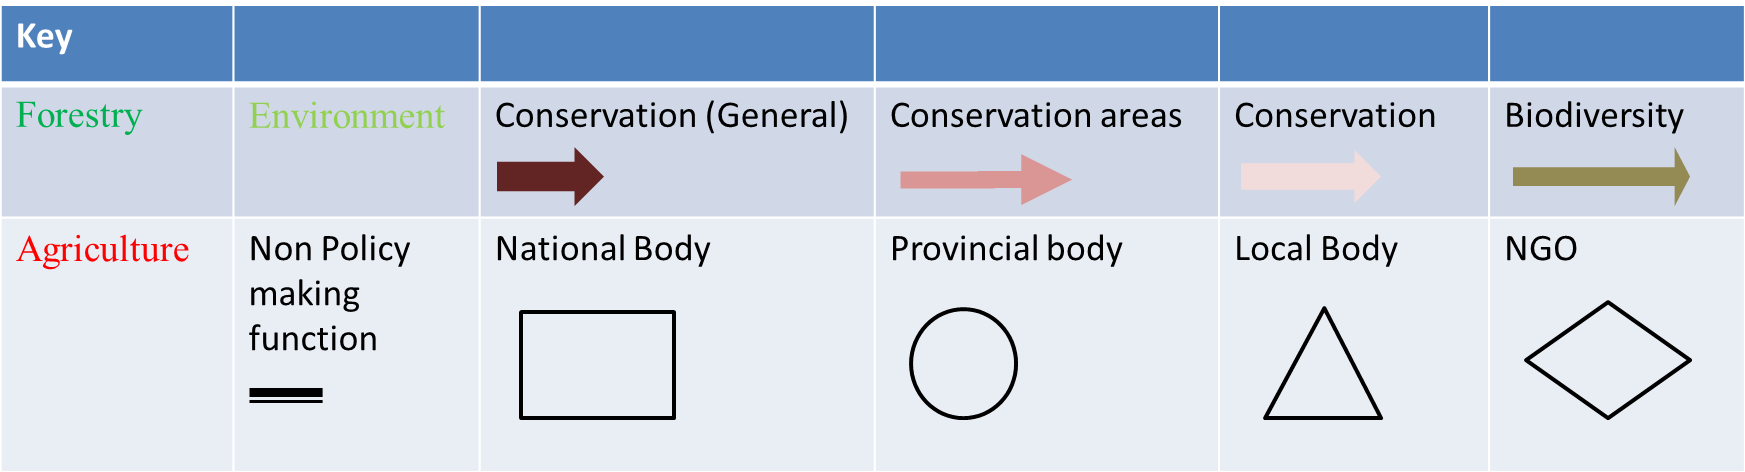 Key
Forestry
Environment
Conservation (General)
Conservation areas
Conservation
Biodiversity
Agriculture
Non Policy
making
function
National Body
Provincial body
Local Body
NGO